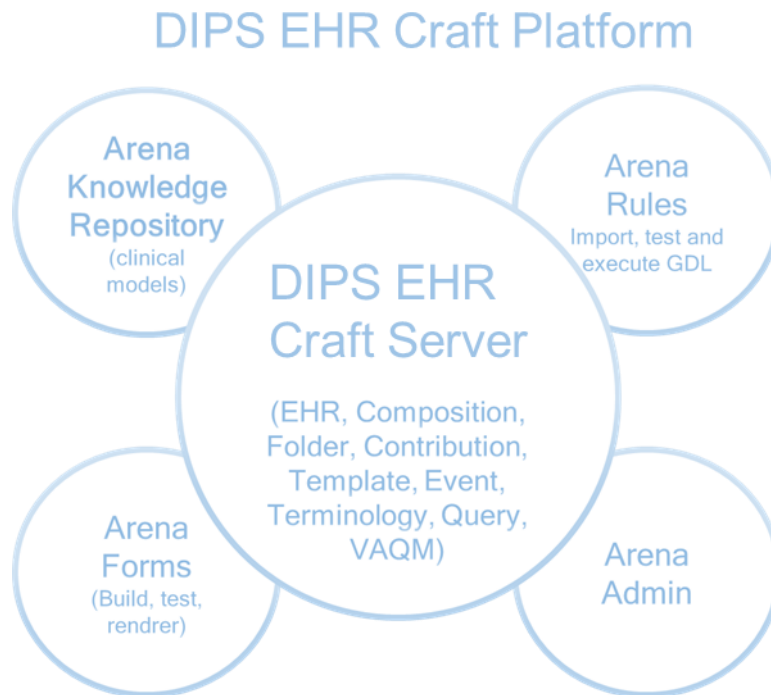 DIPS EHR Craft Platform
Arena
Knowledge
Repository
(clinical
models)
Arena
Rules
Import, test and
execute GDL
DIPS EHR
Craft Server
(EHR, Composition,
Folder, Contribution,
Template, Event,
Terminology, Query,
VAQM)
Arena
Forms
(Build, test,
rendrer)
Arena
Admin